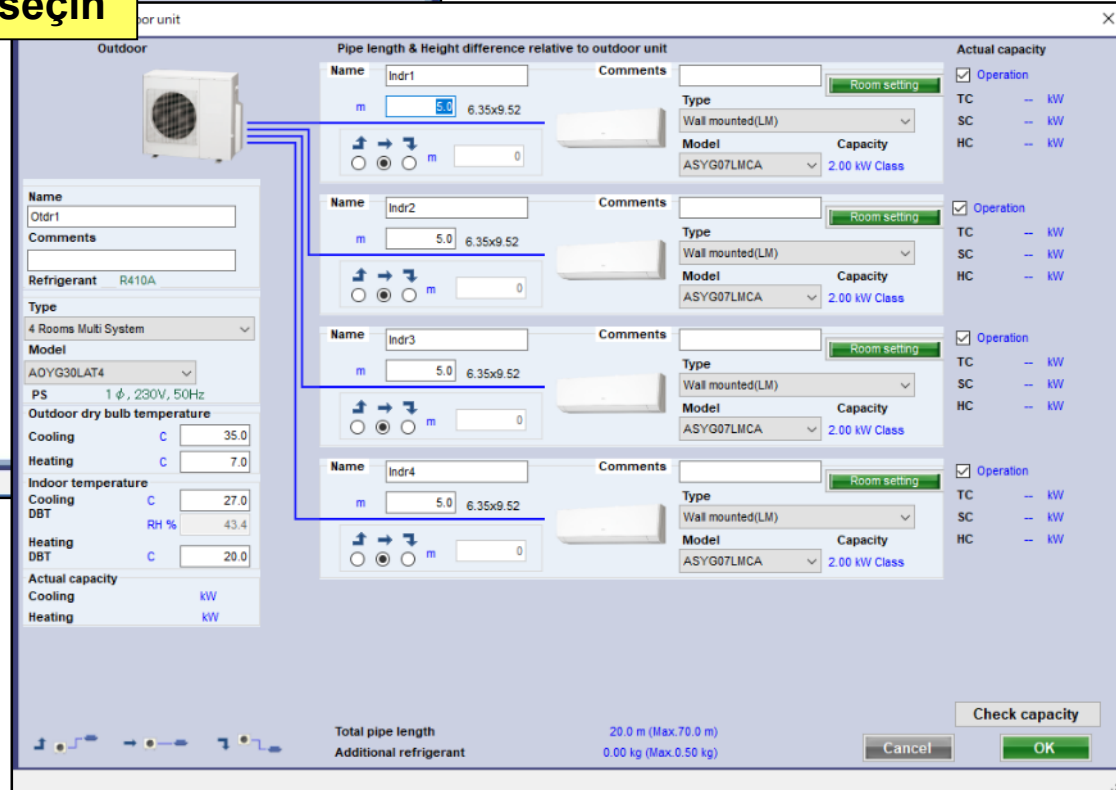 seçin
oor unit
Outdoor
Name
Otdr1
Comments
Refrigerant R410A
Type
4 Rooms Multi System
Model
AOYG30LAT4
PS 1 ϕ, 230V, 50Hz
Outdoor dry bulb temperature
Cooling C 35.0
Heating C 7.0
Indoor temperature
Cooling DBT C 27.0
RH % 43.4
Heating DBT C 20.0
Actual capacity
Cooling kW
Heating kW
Pipe length & Height difference relative to outdoor unit
Actual capacity
Name Indr1 Comments Room setting
m 5.0 6.35x9.52
Type
Wall mounted(LM)
Model Capacity
m 0 ASYG07LMCA 2.00 kW Class
Operation
TC -- kW
SC -- kW
HC -- kW
Name Indr2 Comments Room setting
m 5.0 6.35x9.52
Type
Wall mounted(LM)
Model Capacity
m 0 ASYG07LMCA 2.00 kW Class
Operation
TC -- kW
SC -- kW
HC -- kW
Name Indr3 Comments Room setting
m 5.0 6.35x9.52
Type
Wall mounted(LM)
Model Capacity
m 0 ASYG07LMCA 2.00 kW Class
Operation
TC -- kW
SC -- kW
HC -- kW
Name Indr4 Comments Room setting
m 5.0 6.35x9.52
Type
Wall mounted(LM)
Model Capacity
m 0 ASYG07LMCA 2.00 kW Class
Operation
TC -- kW
SC -- kW
HC -- kW
Check capacity
Total pipe length 20.0 m (Max.70.0 m)
Additional refrigerant 0.00 kg (Max.0.50 kg)
Cancel OK